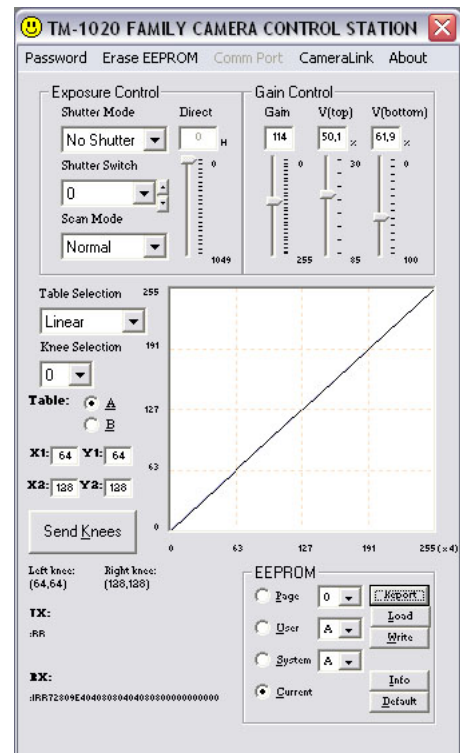 TM-1020 FAMILY CAMERA CONTROL STATION
Password Erase EEPROM Comm Port CameraLink About
Exposure Control
Shutter Mode Direct
No Shutter 0 H
Shutter Switch 0
0
Scan Mode
Normal
1049
Gain Control
Gain V(top) V(bottom)
114 50,1 % 61,9 %
0 30 0
255 85 100
Table Selection
Linear
Knee Selection
0
Table: A
B
X1: 64 Y1: 64
X2: 128 Y2: 128
Send Knees
255
191
127
63
0
0 63 127 191 255 (x4)
Left knee: Right knee:
(64,64) (128,128)
TX:
:RR
RX:
:IRR72809E4040808040408080000000000
EEPROM
Page 0 Report
User A Load
Write
System A
Current Info
Default